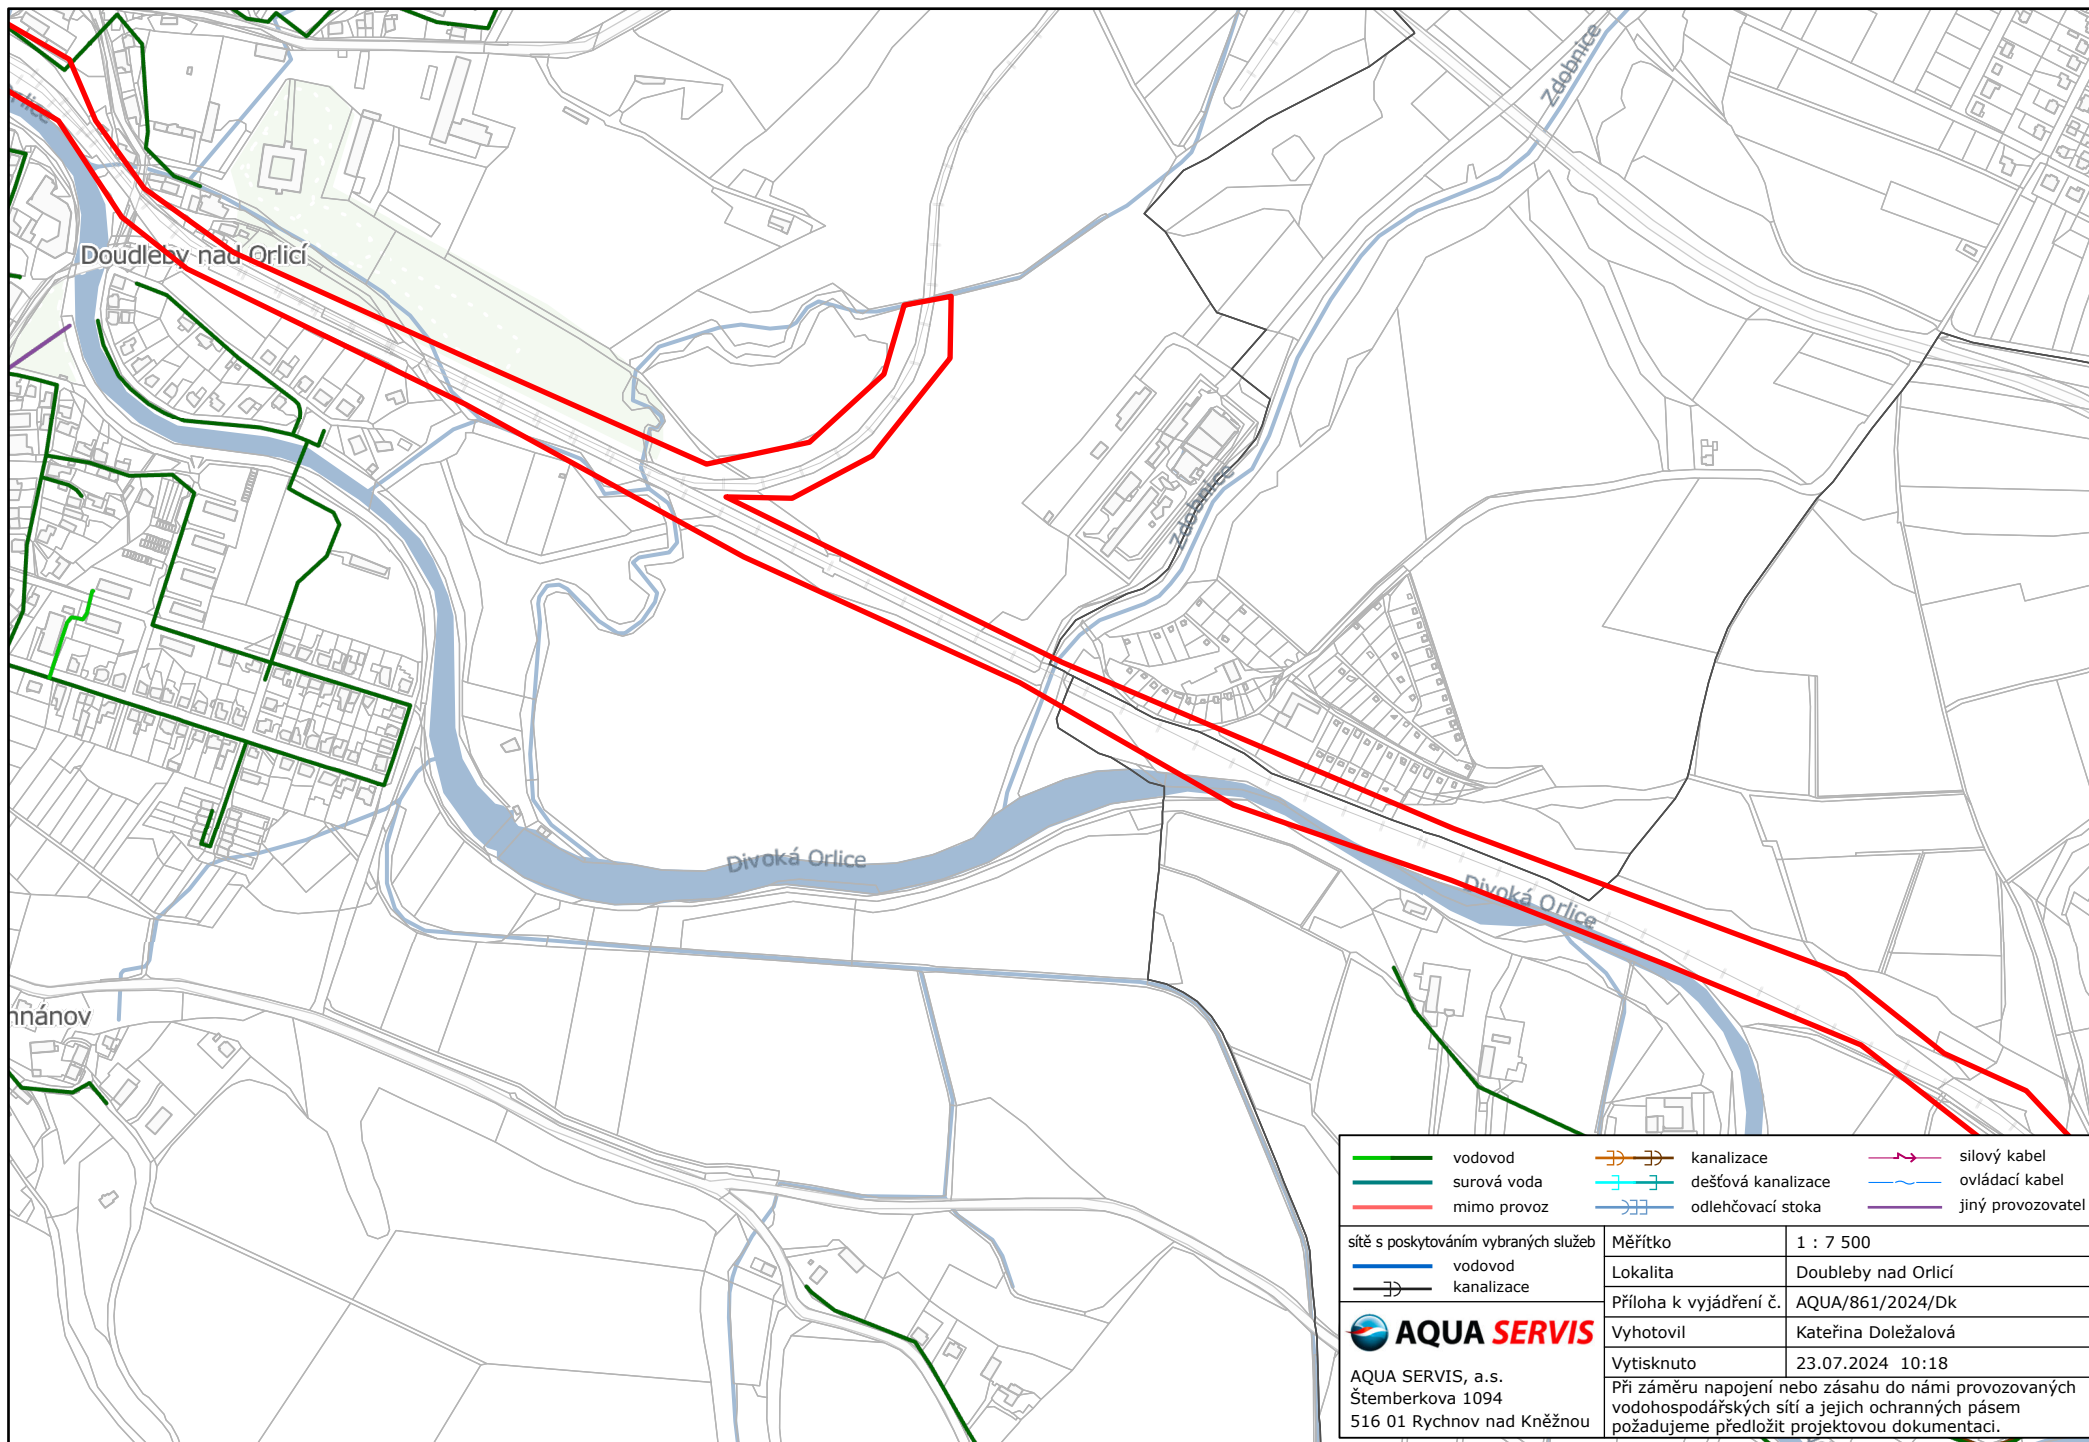 Zdobnice
Doudleby nad Orlicí
Zdobnice
Divoká Orlice
Divoká Orlice
vodovod
surová voda
mimo provoz
kanalizace
dešťová kanalizace
odlehčovací stoka
silový kabel
ovládací kabel
jiný provozovatel
sítě s poskytováním vybraných služeb
vodovod
kanalizace
Měřítko 1 : 7 500
Lokalita Doubleby nad Orlicí
Příloha k vyjádření č. AQUA/861/2024/Dk
Vyhotovil Kateřina Doležalová
Vytisknuto 23.07.2024 10:18
AQUA SERVIS
AQUA SERVIS, a.s.
Štemberkova 1094
516 01 Rychnov nad Kněžnou
Při záměru napojení nebo zásahu do námi provozovaných
vodohospodářských sítí a jejich ochranných pásem
požadujeme předložit projektovou dokumentaci.